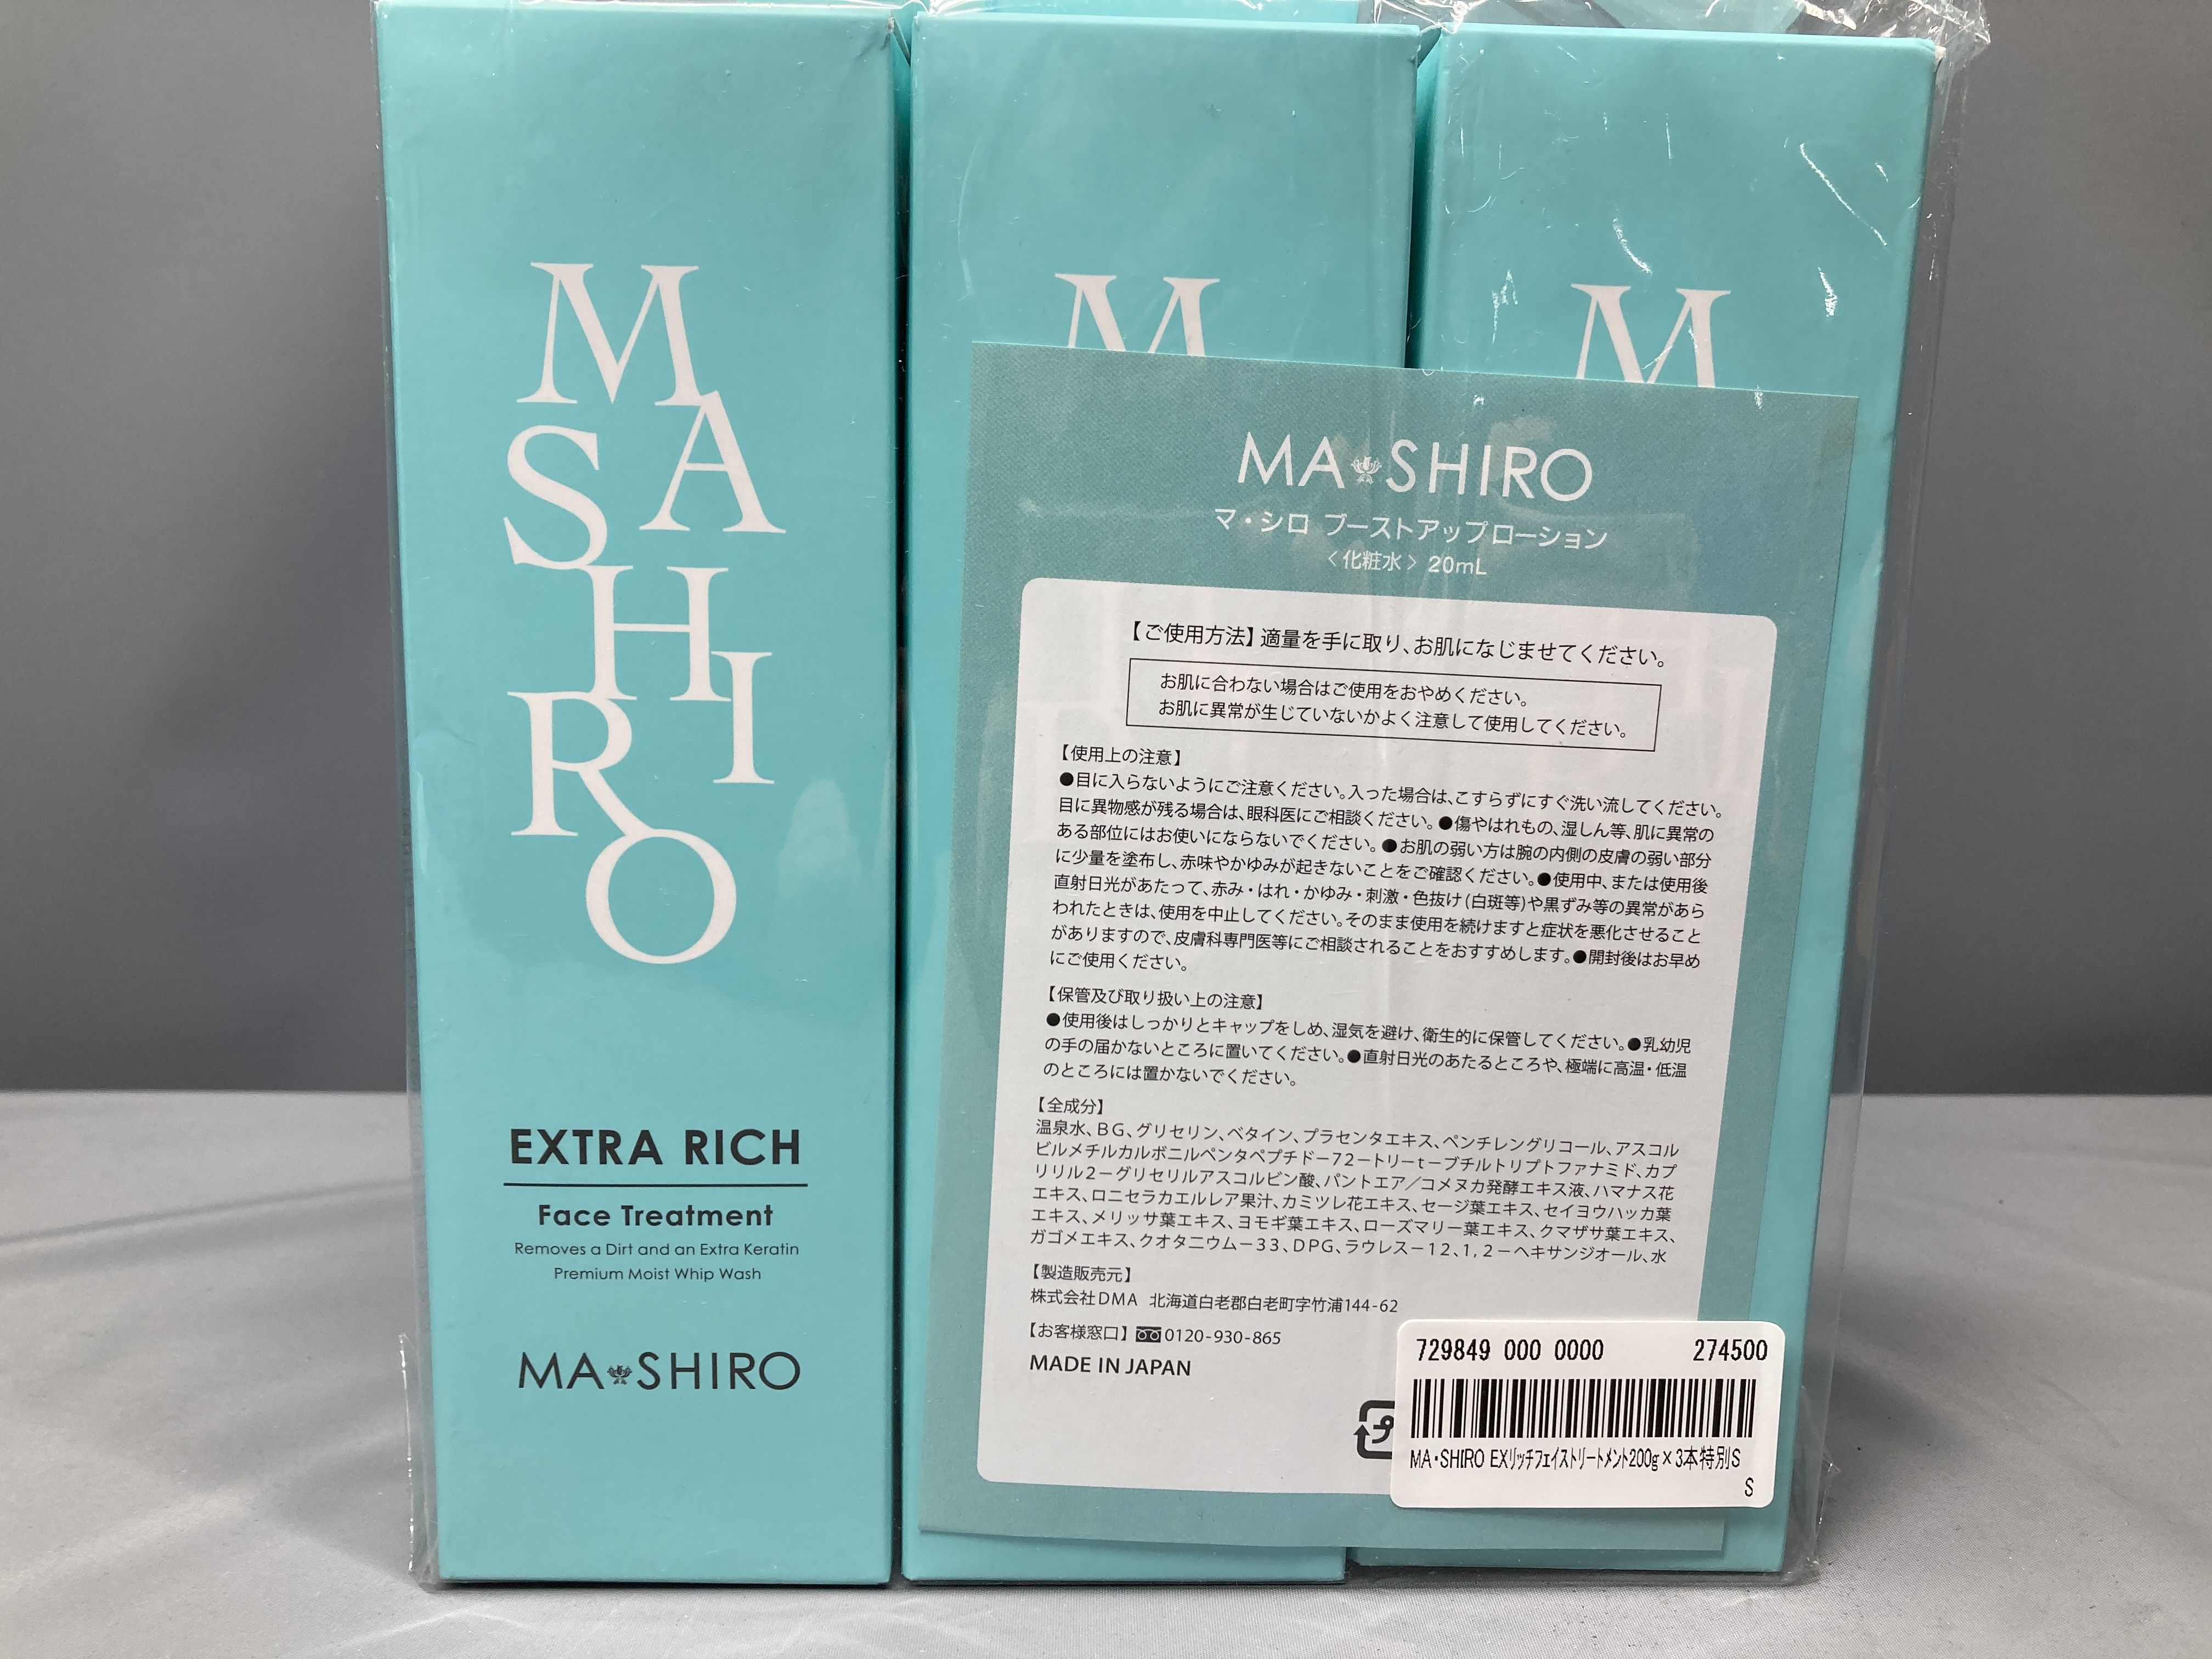 MASHIRO
EXTRA RICH
Face Treatment
Removes a Dirt and an Extra Keratin
Premium Moist Whip Wash
MA SHIRO
M
M
MA SHIRO
マ・シロ ブーストアップローション
〈化粧水〉20mL
【ご使用方法】適量を手に取り、お肌になじませてください。
お肌に合わない場合はご使用をおやめください。
お肌に異常が生じていないかよく注意して使用してください。
【使用上の注意】
●目に入らないようにご注意ください。入った場合は、こすらずにすぐ洗い流してください。
目に異物感が残る場合は、眼科医にご相談ください。●傷やはれもの、湿しん等、肌に異常の
ある部位にはお使いにならないでください。●お肌の弱い方は腕の内側の皮膚の弱い部分
に少量を塗布し、赤味やかゆみが起きないことをご確認ください。●使用中、または使用後
直射日光があたって、赤み・はれ・かゆみ・刺激・色抜け(白斑等)や黒ずみ等の異常があら
われたときは、使用を中止してください。そのまま使用を続けますと症状を悪化させること
がありますので、皮膚科専門医等にご相談されることをおすすめします。●開封後はお早め
にご使用ください。
【保管及び取り扱い上の注意】
●使用後はしっかりとキャップをしめ、湿気を避け、衛生的に保管してください。●乳幼児
の手の届かないところに置いてください。●直射日光のあたるところや、極端に高温・低温
のところには置かないでください。
【全成分】
温泉水、BG、グリセリン、ベタイン、プラセンタエキス、ペンチレングリコール、アスコル
ビルメチルカルボニルペンタペプチド-72-トリ-t-ブチルトリプトファナミド、カプ
リリル2-グリセリルアスコルビン酸、パントエア/コメヌカ発酵エキス液、ハマナス花
エキス、ロニセラカエルレア果汁、カミツレ花エキス、セージ葉エキス、セイヨウハッカ葉
エキス、メリッサ葉エキス、ヨモギ葉エキス、ローズマリー葉エキス、クマザサ葉エキス、
ガゴメエキス、クオタニウム-33、DPG、ラウレス-12、1,2-ヘキサンジオール、水
【製造販売元】
株式会社DMA 北海道白老郡白老町字竹浦144-62
【お客様窓口】0120-930-865
MADE IN JAPAN
プ
729849 000 0000 274500
MA・SHIRO EXリッチフェイストリートメント200g×3本特別S
S